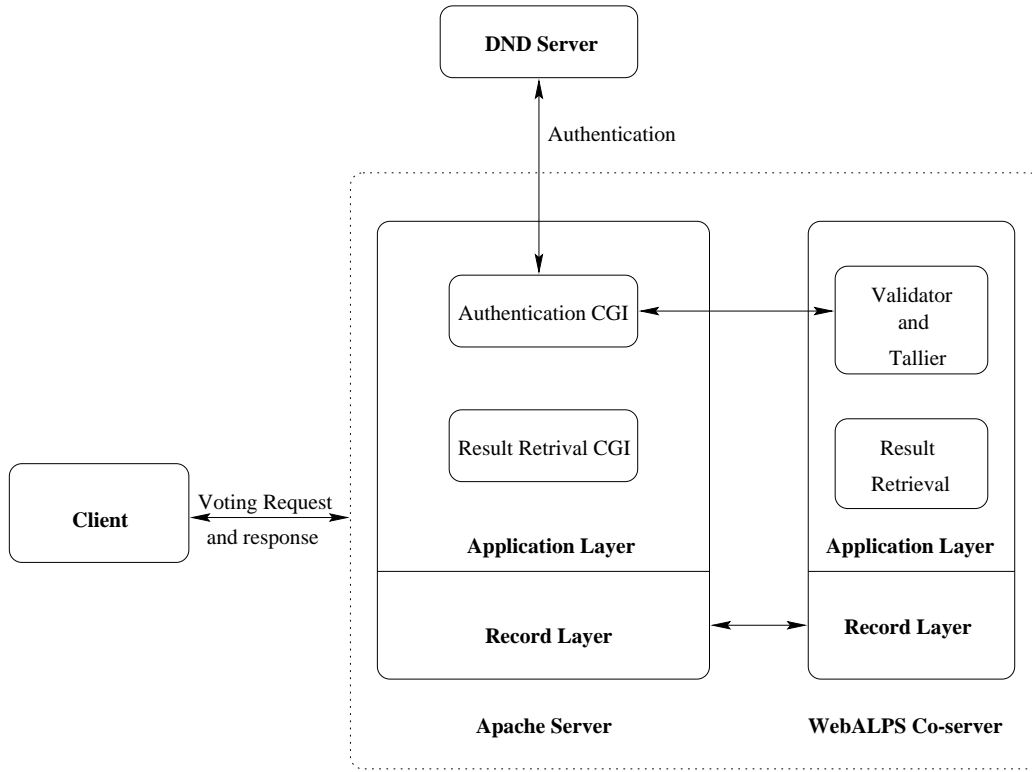 DND Server
Authentication
Authentication CGI
Validator
and
Tallier
Result Retrival CGI
Result
Retrieval
Client
Voting Request
and response
Application Layer
Application Layer
Record Layer
Record Layer
Apache Server
WebALPS Co-server